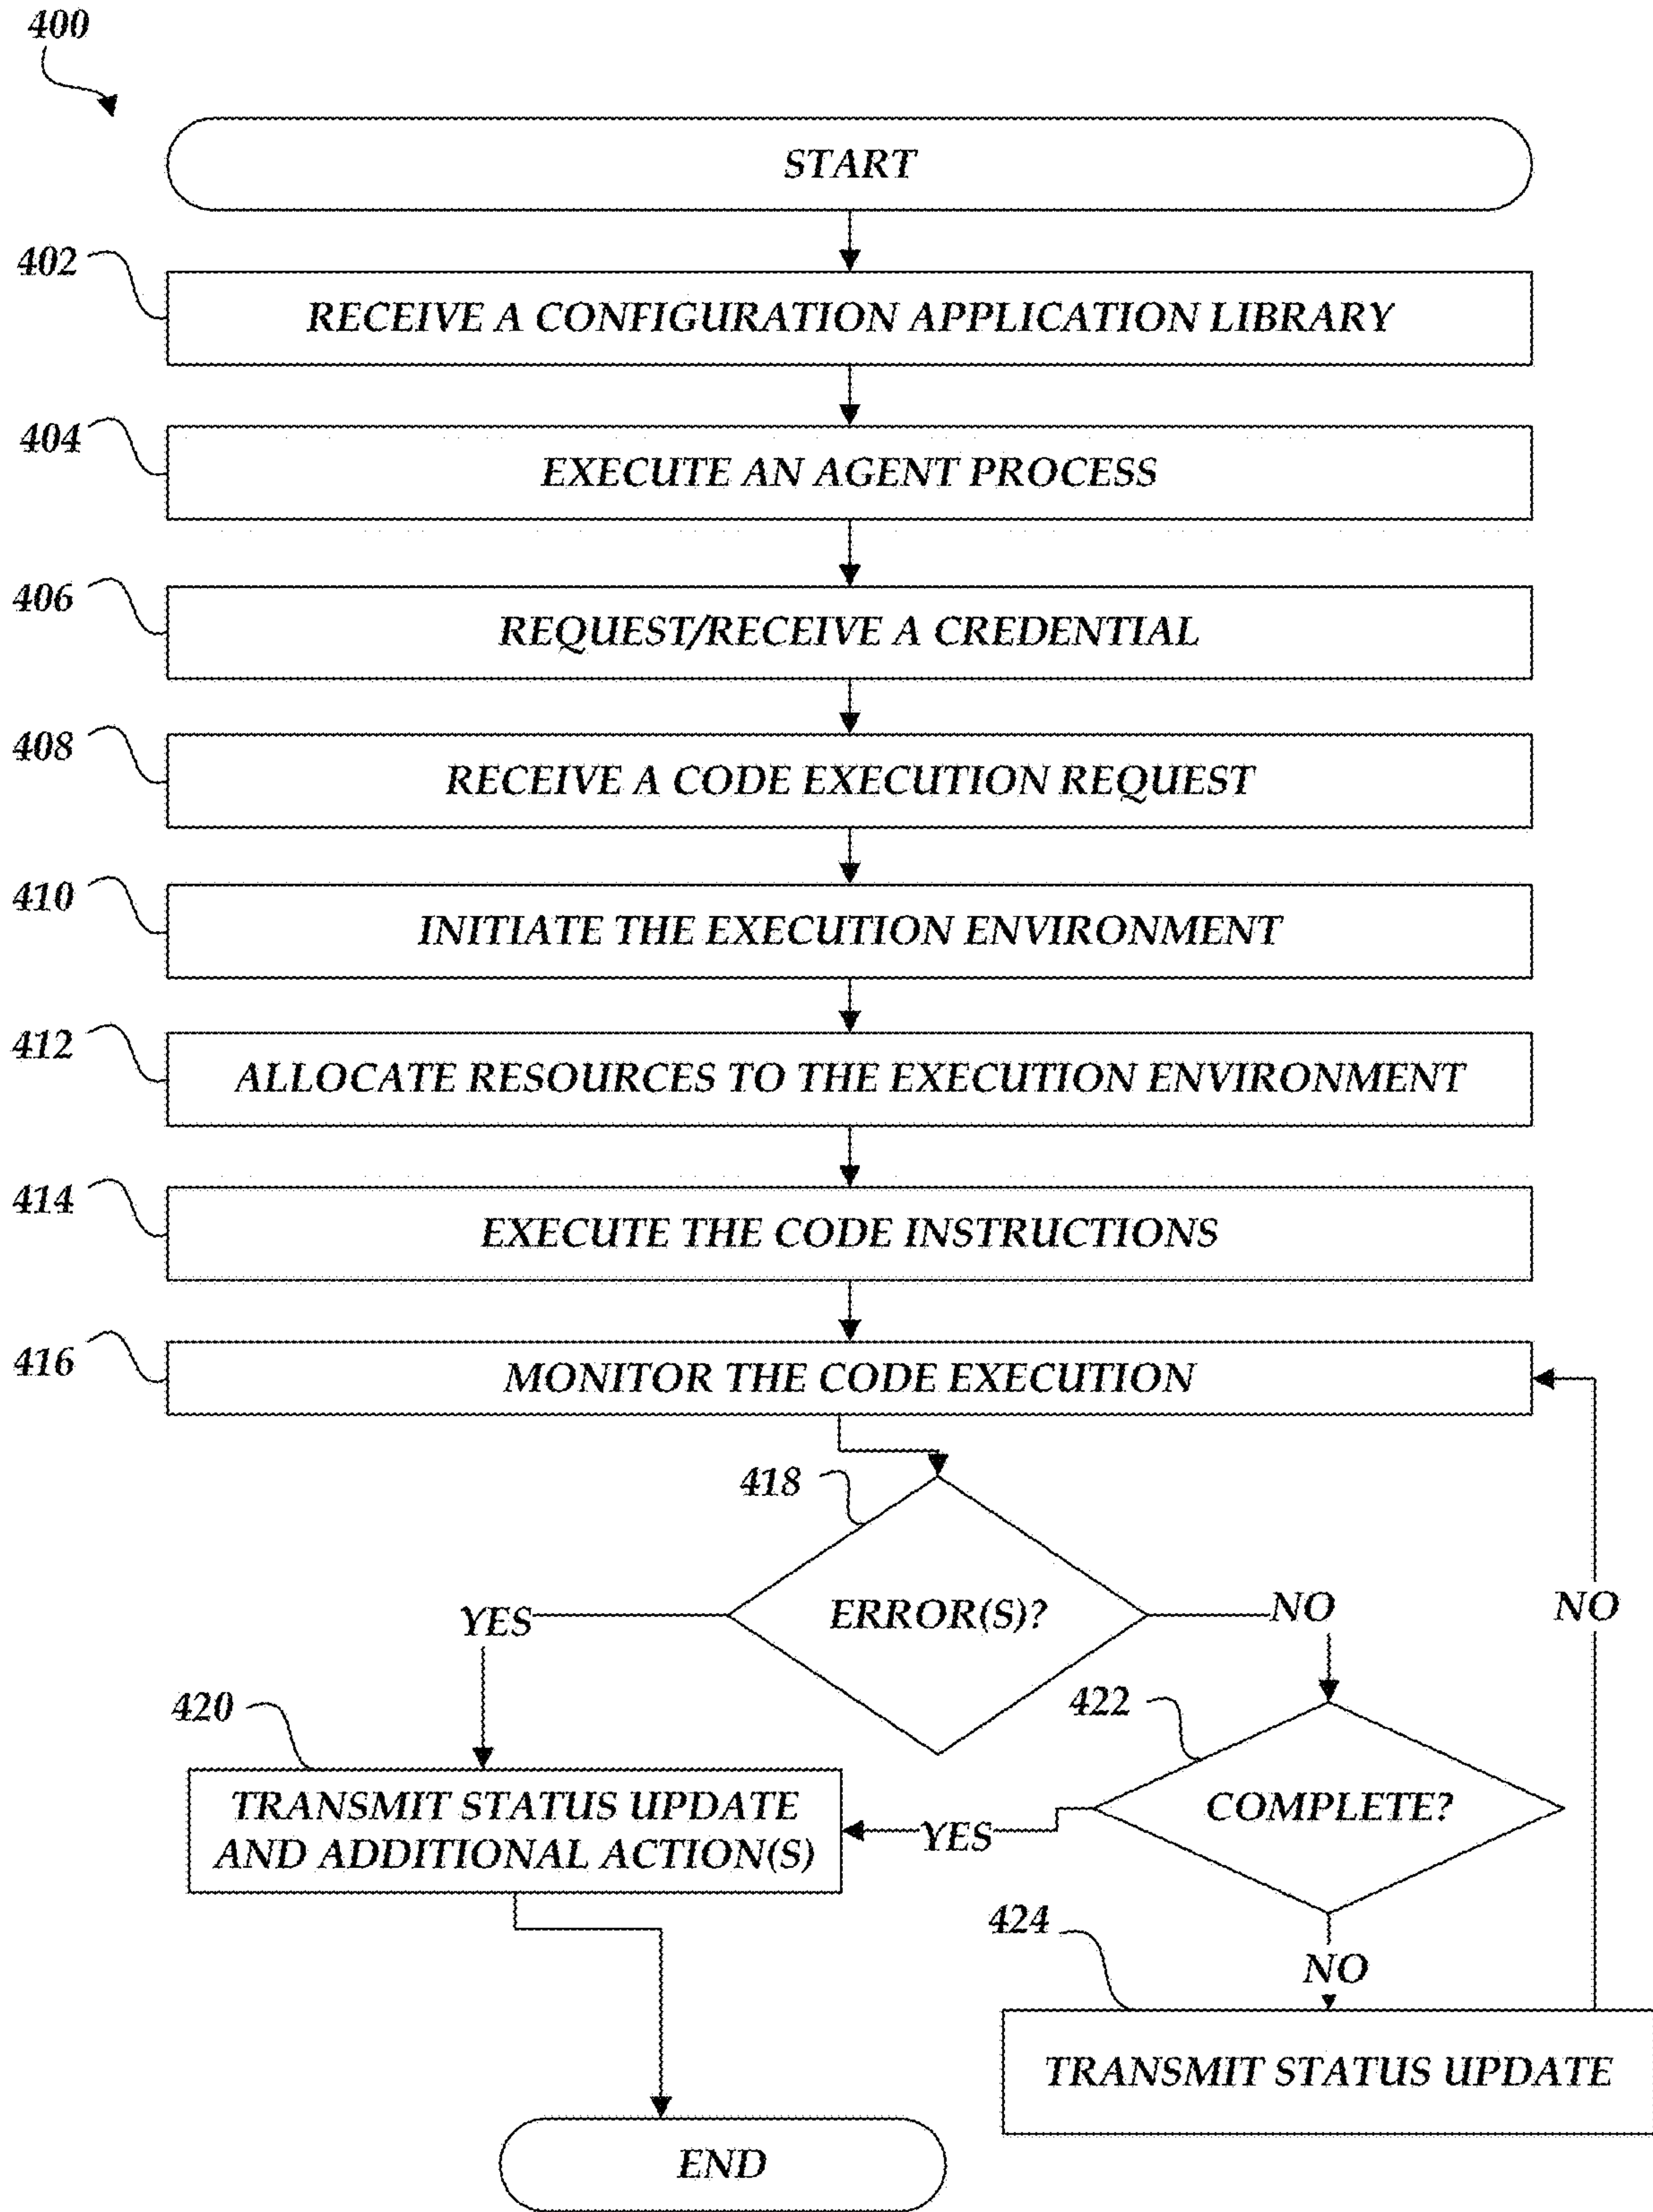 400
START
402
RECEIVE A CONFIGURATION APPLICATION LIBRARY
404
EXECUTE AN AGENT PROCESS
406
REQUEST/RECEIVE A CREDENTIAL
408
RECEIVE A CODE EXECUTION REQUEST
410
INITIATE THE EXECUTION ENVIRONMENT
412
ALLOCATE RESOURCES TO THE EXECUTION ENVIRONMENT
414
EXECUTE THE CODE INSTRUCTIONS
416
MONITOR THE CODE EXECUTION
418
ERROR(S)?
YES
NO
NO
420
422
TRANSMIT STATUS UPDATE
AND ADDITIONAL ACTION(S)
YES
COMPLETE?
424
NO
TRANSMIT STATUS UPDATE
END